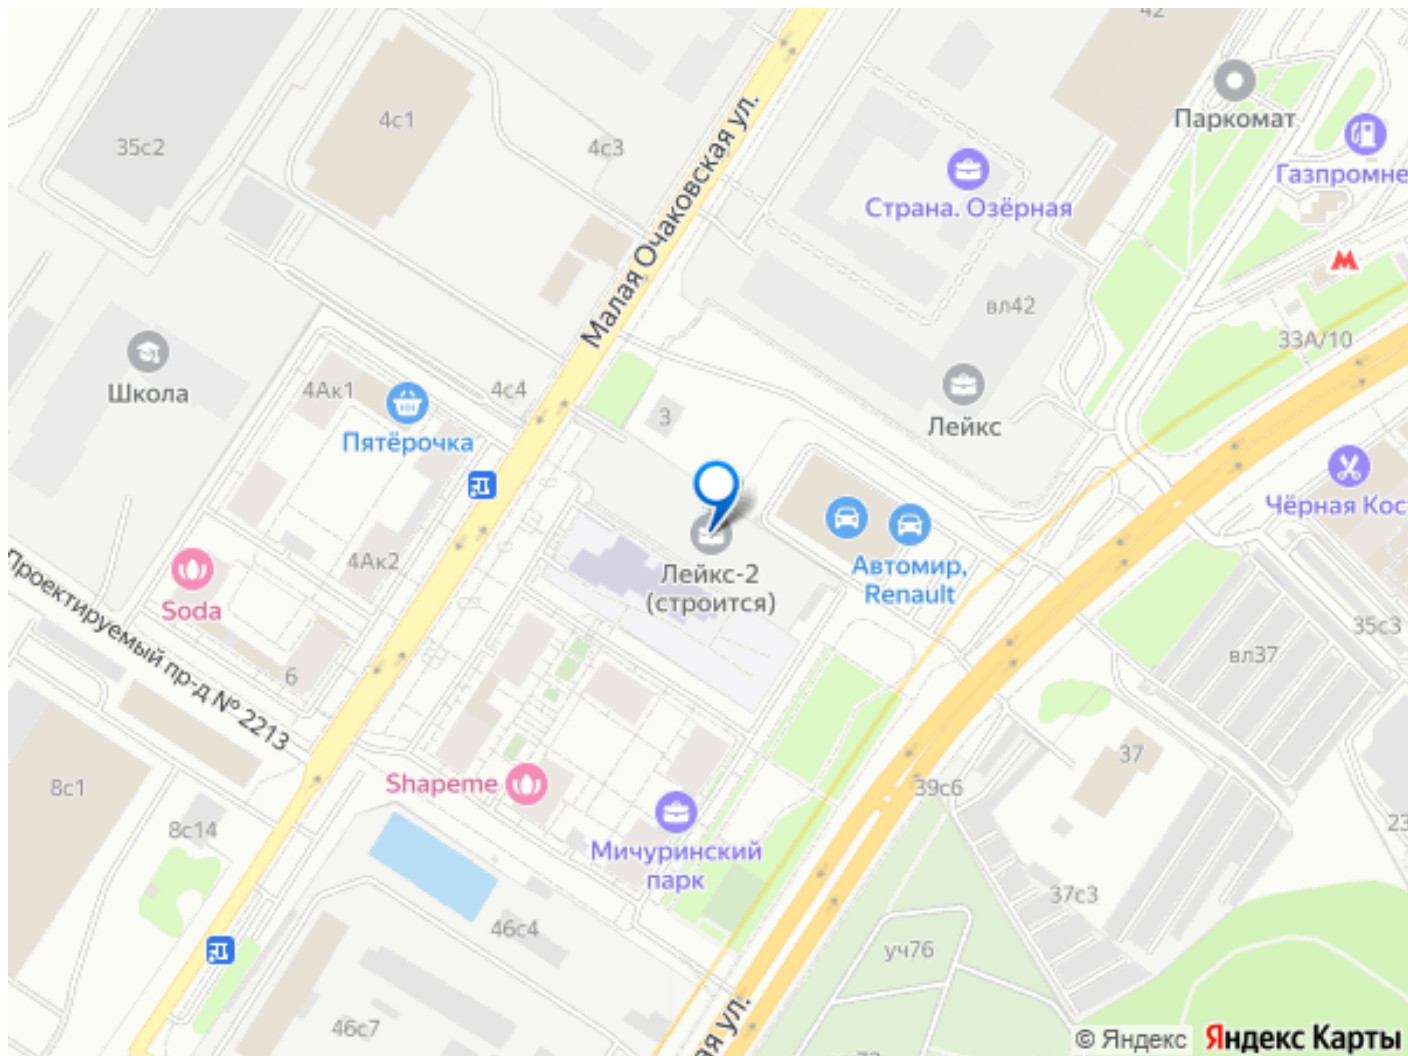 42
Паркомат
4с1
35с2
4с3
Малая Очаковская ул.
Страна. Озёрная
Газпромне
М
вл42
33А/10
Школа
4Ак1
4с4
3
Пятёрочка
Лейкс
Чёрная Кос
Автомир,
Renault
4Ак2
Лейкс-2
(строится)
Soda
Проектируемый пр-д № 2213
35с3
вл37
6
37
8с1
Shapeme
39с6
8с14
Мичуринский
парк
23
37с3
46с4
уч76
46с7
ая ул.
© Яндекс
Яндекс Карты